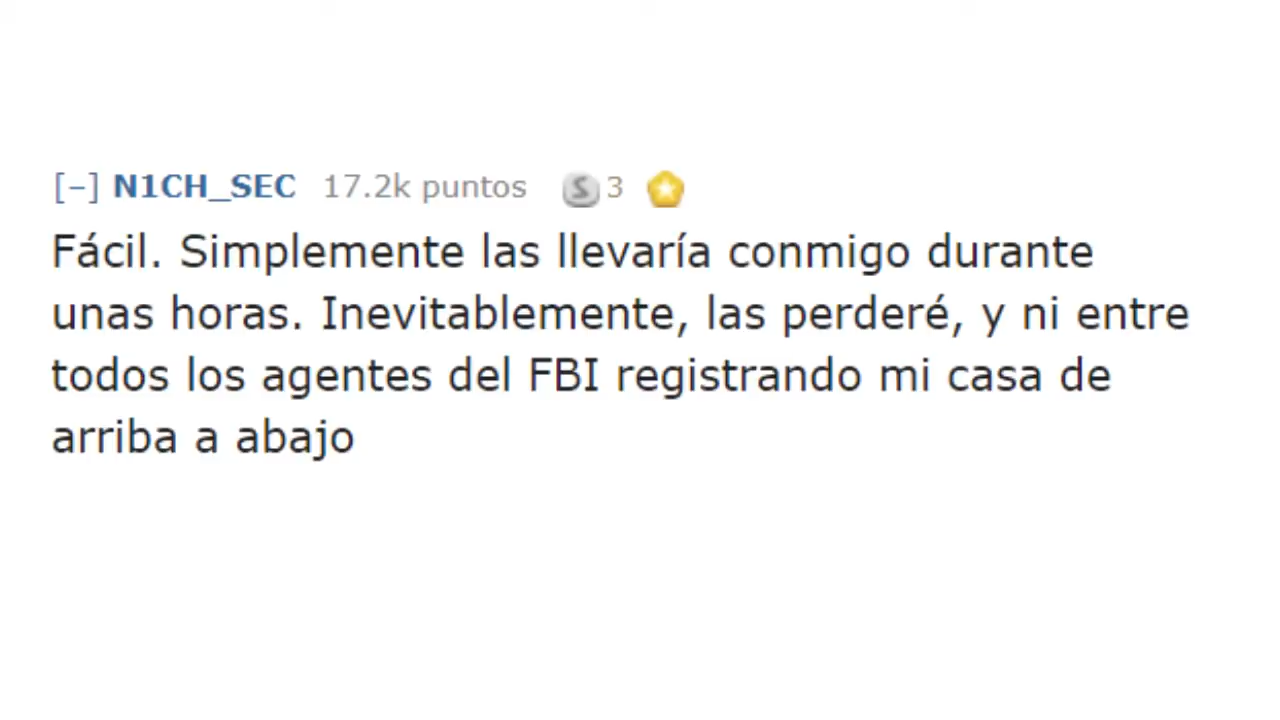 [-] N1CH_SEC 17.2k puntos S 3
Fácil. Simplemente las llevaría conmigo durante
unas horas. Inevitablemente, las perderé, y ni entre
todos los agentes del FBI registrando mi casa de
arriba a abajo